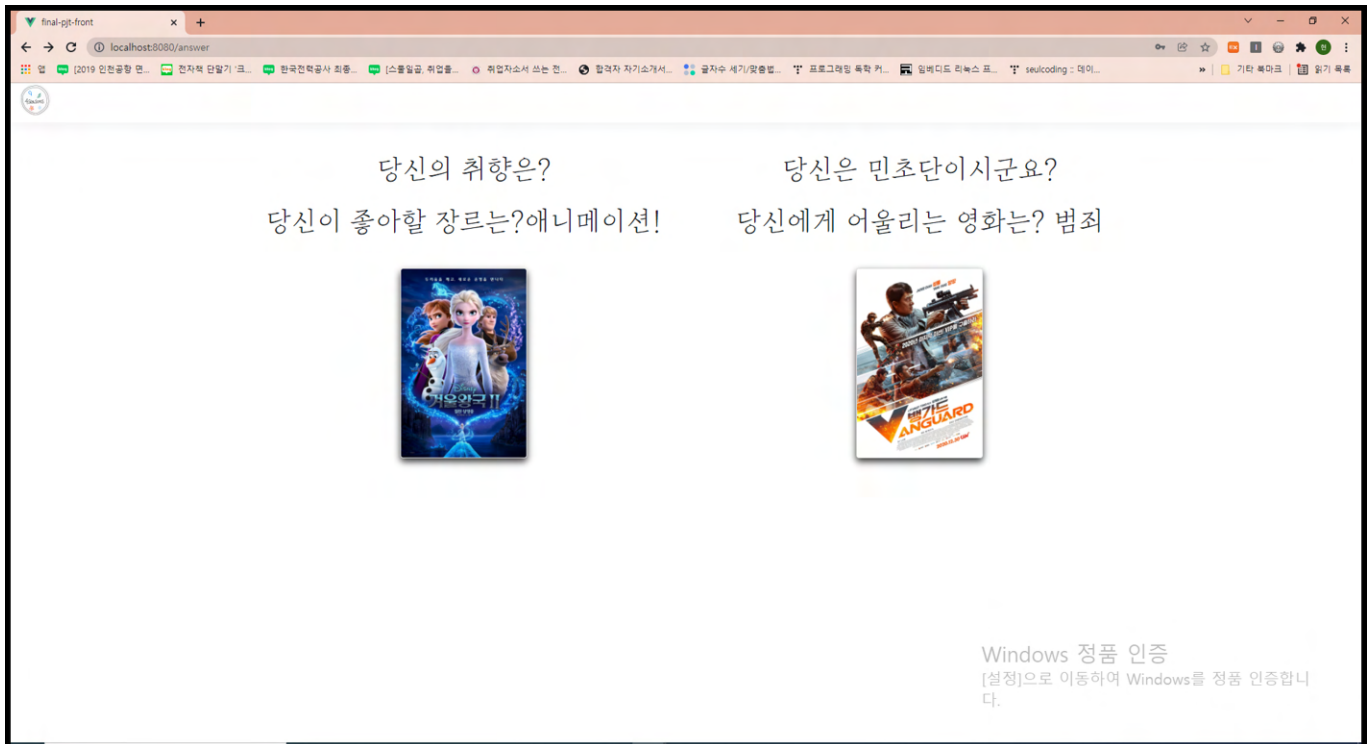 final-pjt-front
localhost:8080/answer
앱
[2019 인천공항 면...
전자책 단말기 '크...
한국전력공사 최종...
[스롤일곱, 취업을...
취업자소서 쓰는 전...
합격자 자기소개서...
글자수 세기/맞춤법...
프로그래밍 독학 커...
임베디드 리눅스 프...
seulcoding :: 데이...
»
기타 북마크
읽기 목록
당신의 취향은?
당신이 좋아할 장르는?애니메이션!
당신은 민초단이시군요?
당신에게 어울리는 영화는? 범죄
Disney
겨울왕국 II
뱅가드
VANGUARD
2020.12.30
Windows 정품 인증
[설정]으로 이동하여 Windows를 정품 인증합니
다.